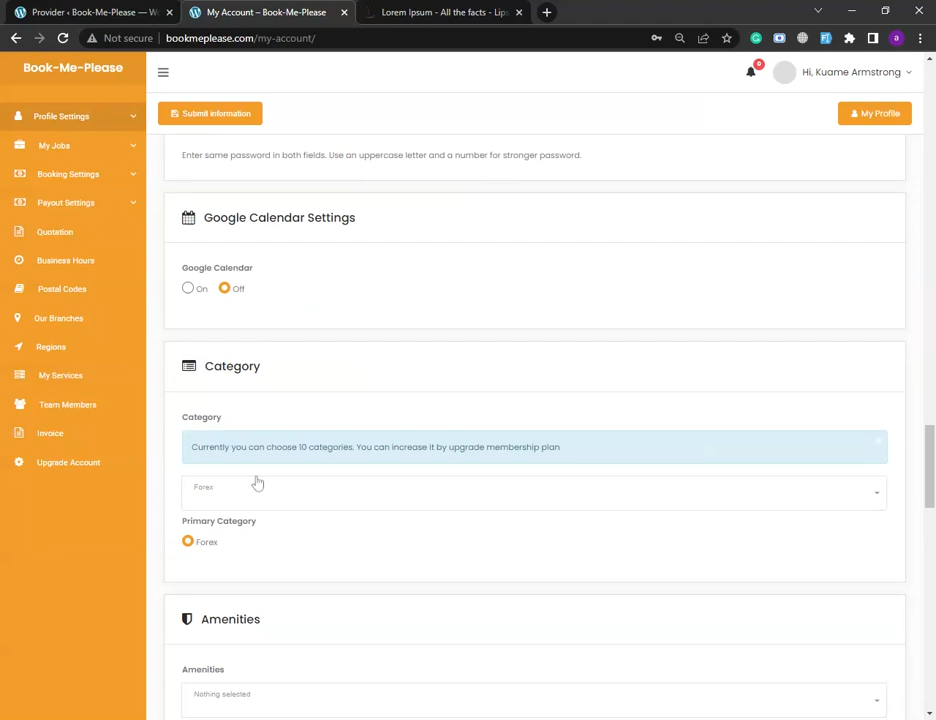 Provider ‹ Book-Me-Please — W
My Account – Book-Me-Please
Lorem Ipsum - All the facts - Lips
Not secure
bookmeplease.com/my-account/
Book-Me-Please
0
Hi, Kuame Armstrong
Submit information
My Profile
Profile Settings
My Jobs
Booking Settings
Payout Settings
Quotation
Business Hours
Postal Codes
Our Branches
Regions
My Services
Team Members
Invoice
Upgrade Account
Enter same password in both fields. Use an uppercase letter and a number for stronger password.
Google Calendar Settings
Google Calendar
On Off
Category
Category
Currently you can choose 10 categories. You can increase it by upgrade membership plan
Forex
Primary Category
Forex
Amenities
Amenities
Nothing selected